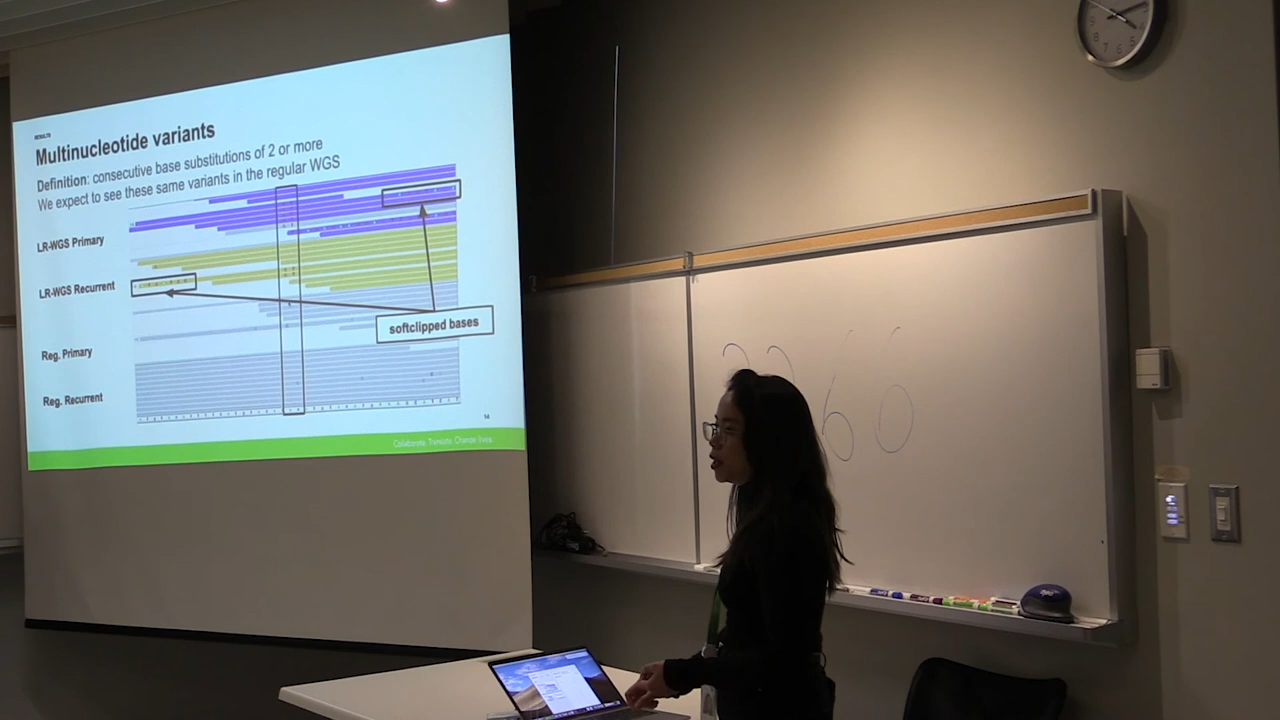 RESULTS
Multinucleotide variants
Definition: consecutive base substitutions of 2 or more
We expect to see these same variants in the regular WGS
LR-WGS Primary
LR-WGS Recurrent
softclipped bases
Reg. Primary
Reg. Recurrent
14
Collaborate. Translate. Change lives.